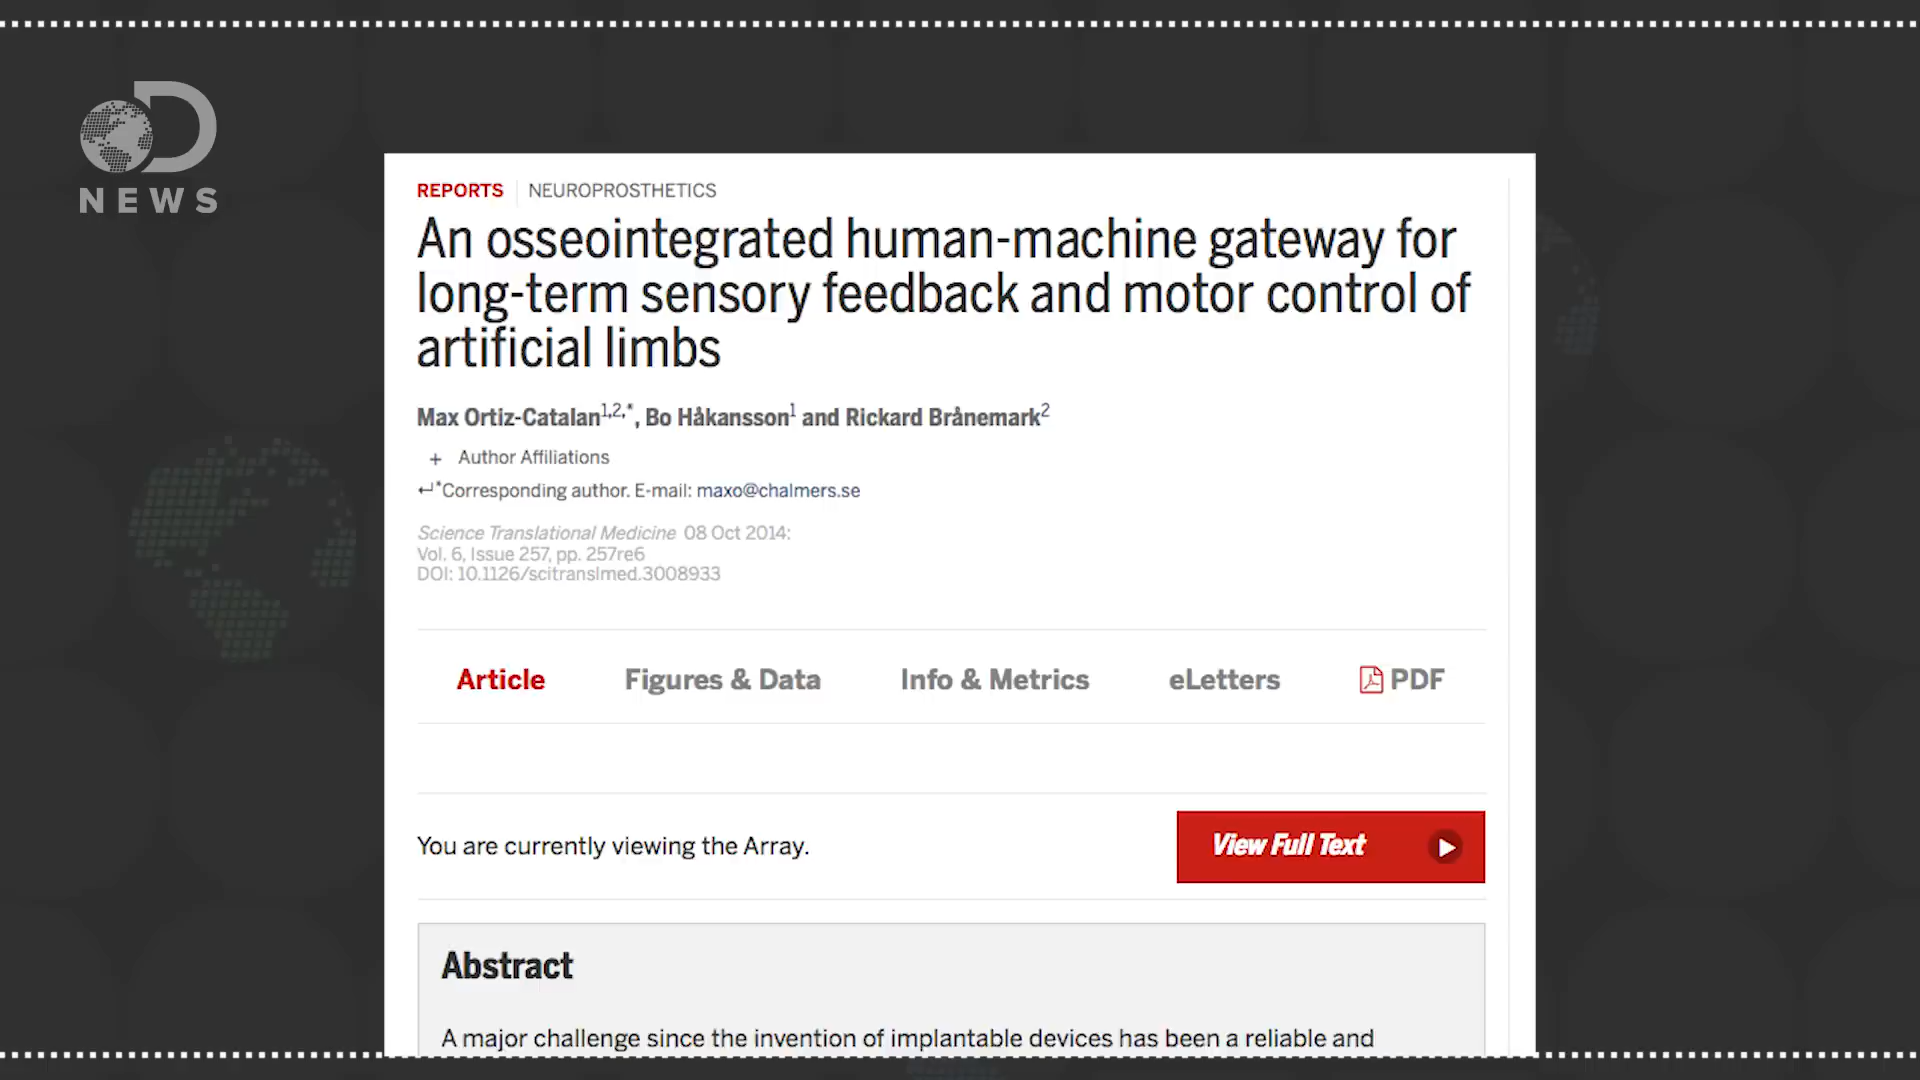 NEWS
REPORTS NEUROPROSTHETICS
An osseointegrated human-machine gateway for
long-term sensory feedback and motor control of
artificial limbs
Max Ortiz-Catalan1,2,*, Bo Håkansson1 and Rickard Brånemark2
+ Author Affiliations
↵*Corresponding author. E-mail: maxo@chalmers.se
Science Translational Medicine 08 Oct 2014:
Vol. 6, Issue 257, pp. 257re6
DOI: 10.1126/scitranslmed.3008933
Article Figures & Data Info & Metrics eLetters PDF
You are currently viewing the Array. View Full Text
Abstract
A major challenge since the invention of implantable devices has been a reliable and